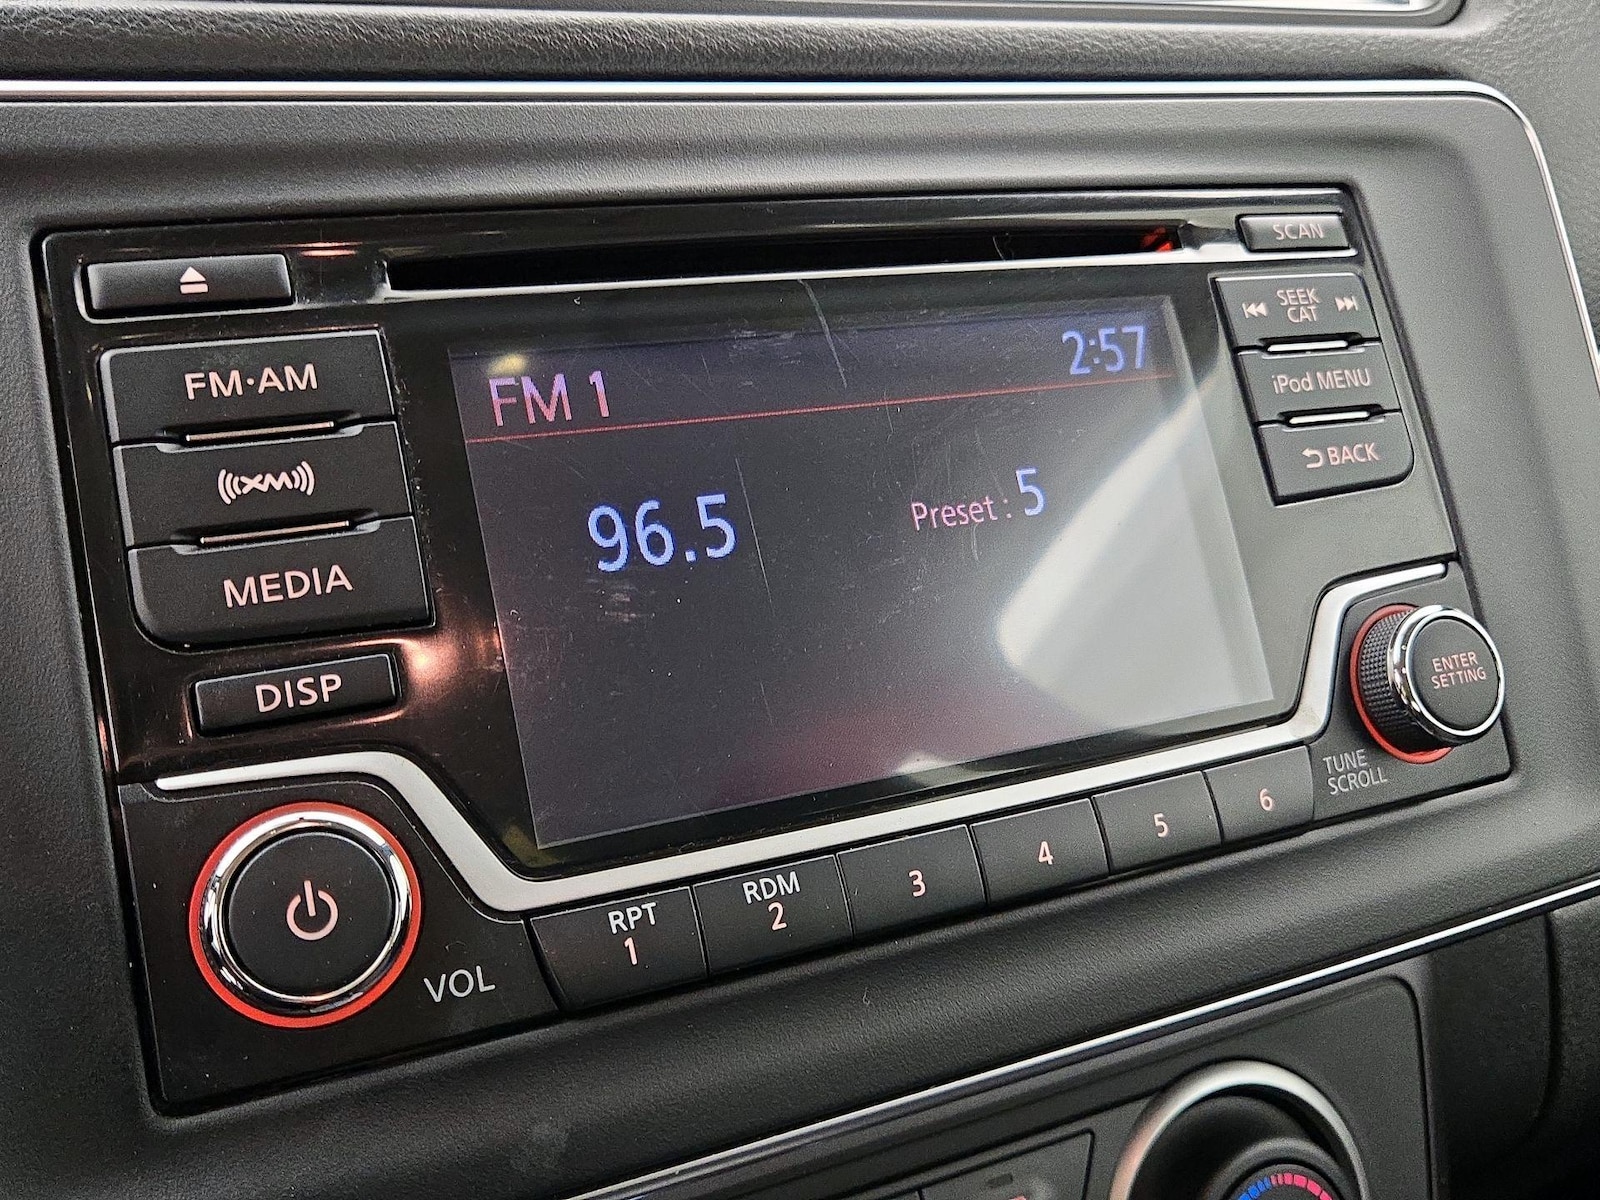 SCAN
SEEK
CAT
iPod MENU
BACK
FM·AM
XM
MEDIA
DISP
FM 1
2:57
96.5
Preset : 5
ENTER
SETTING
TUNE
SCROLL
VOL
RPT
1
RDM
2
3
4
5
6